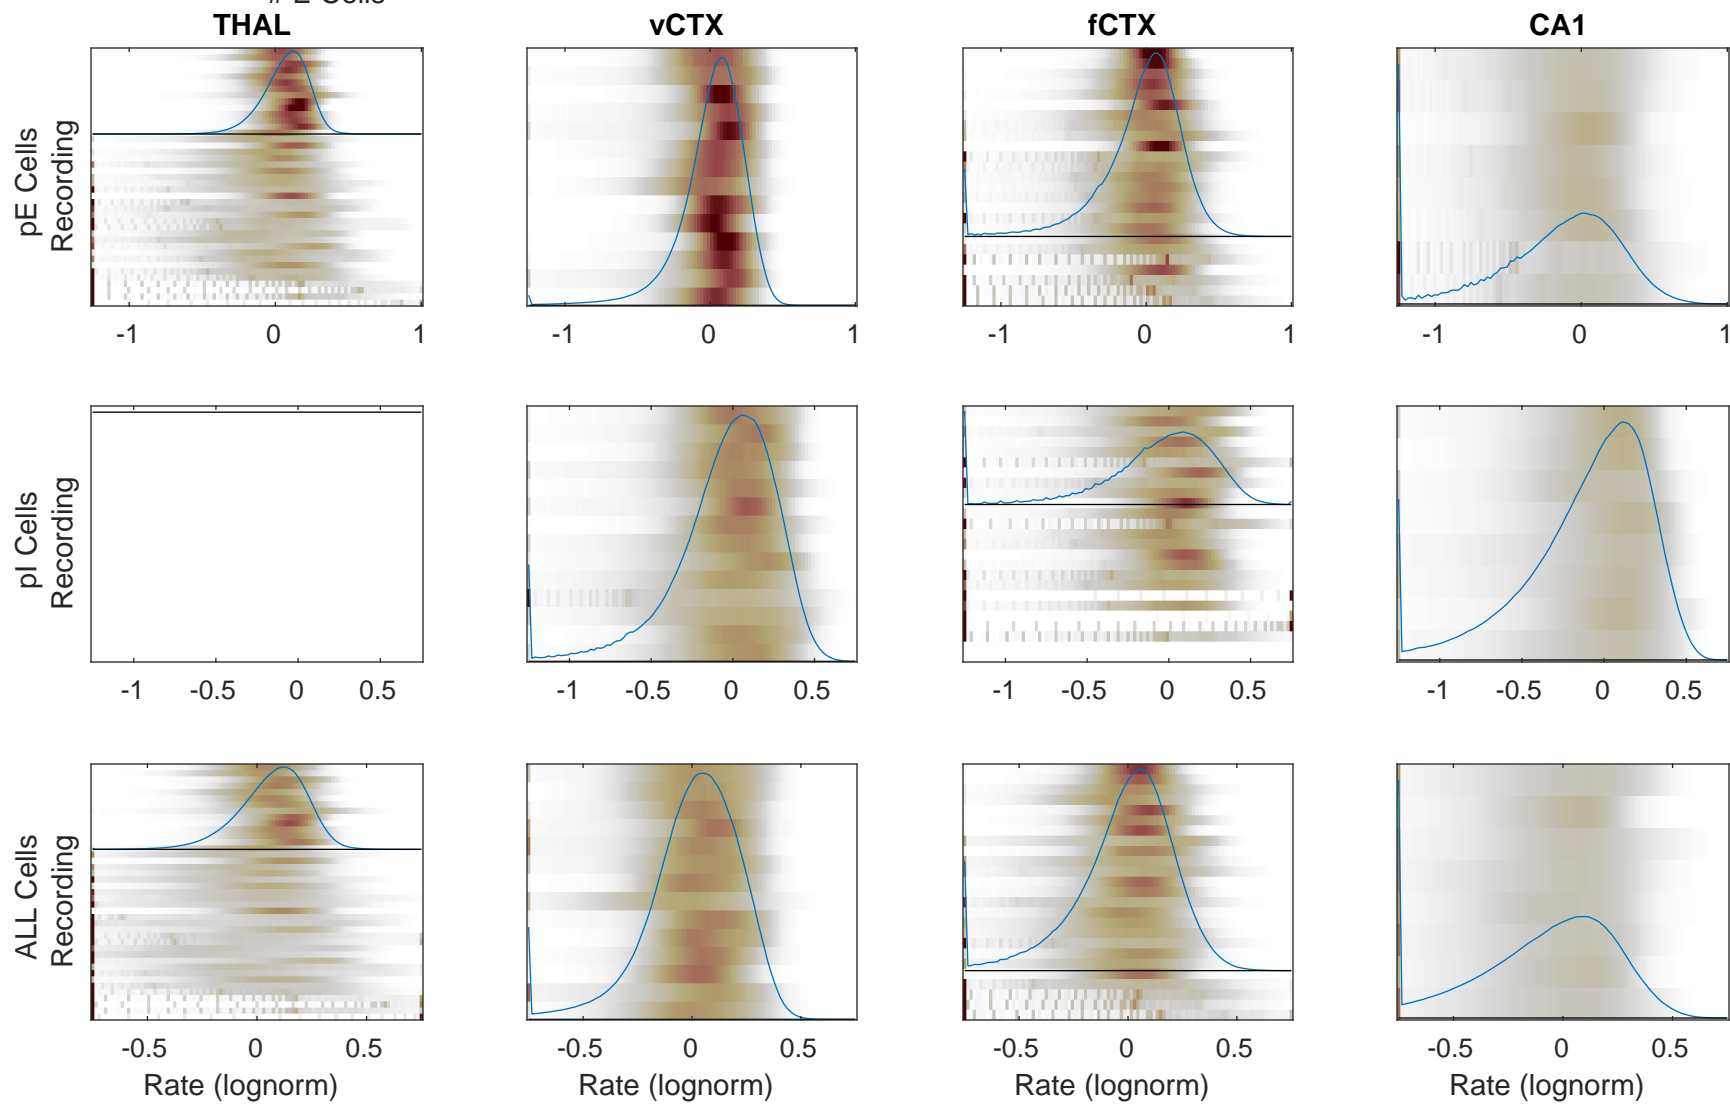 # E Cells
THAL vCTX fCTX CA1
pE Cells
Recording
-1 0 1 -1 0 1 -1 0 1 -1 0 1
pI Cells
Recording
-1 -0.5 0 0.5 -1 -0.5 0 0.5 -1 -0.5 0 0.5 -1 -0.5 0 0.5
ALL Cells
Recording
-0.5 0 0.5 -0.5 0 0.5 -0.5 0 0.5 -0.5 0 0.5
Rate (lognorm) Rate (lognorm) Rate (lognorm) Rate (lognorm)